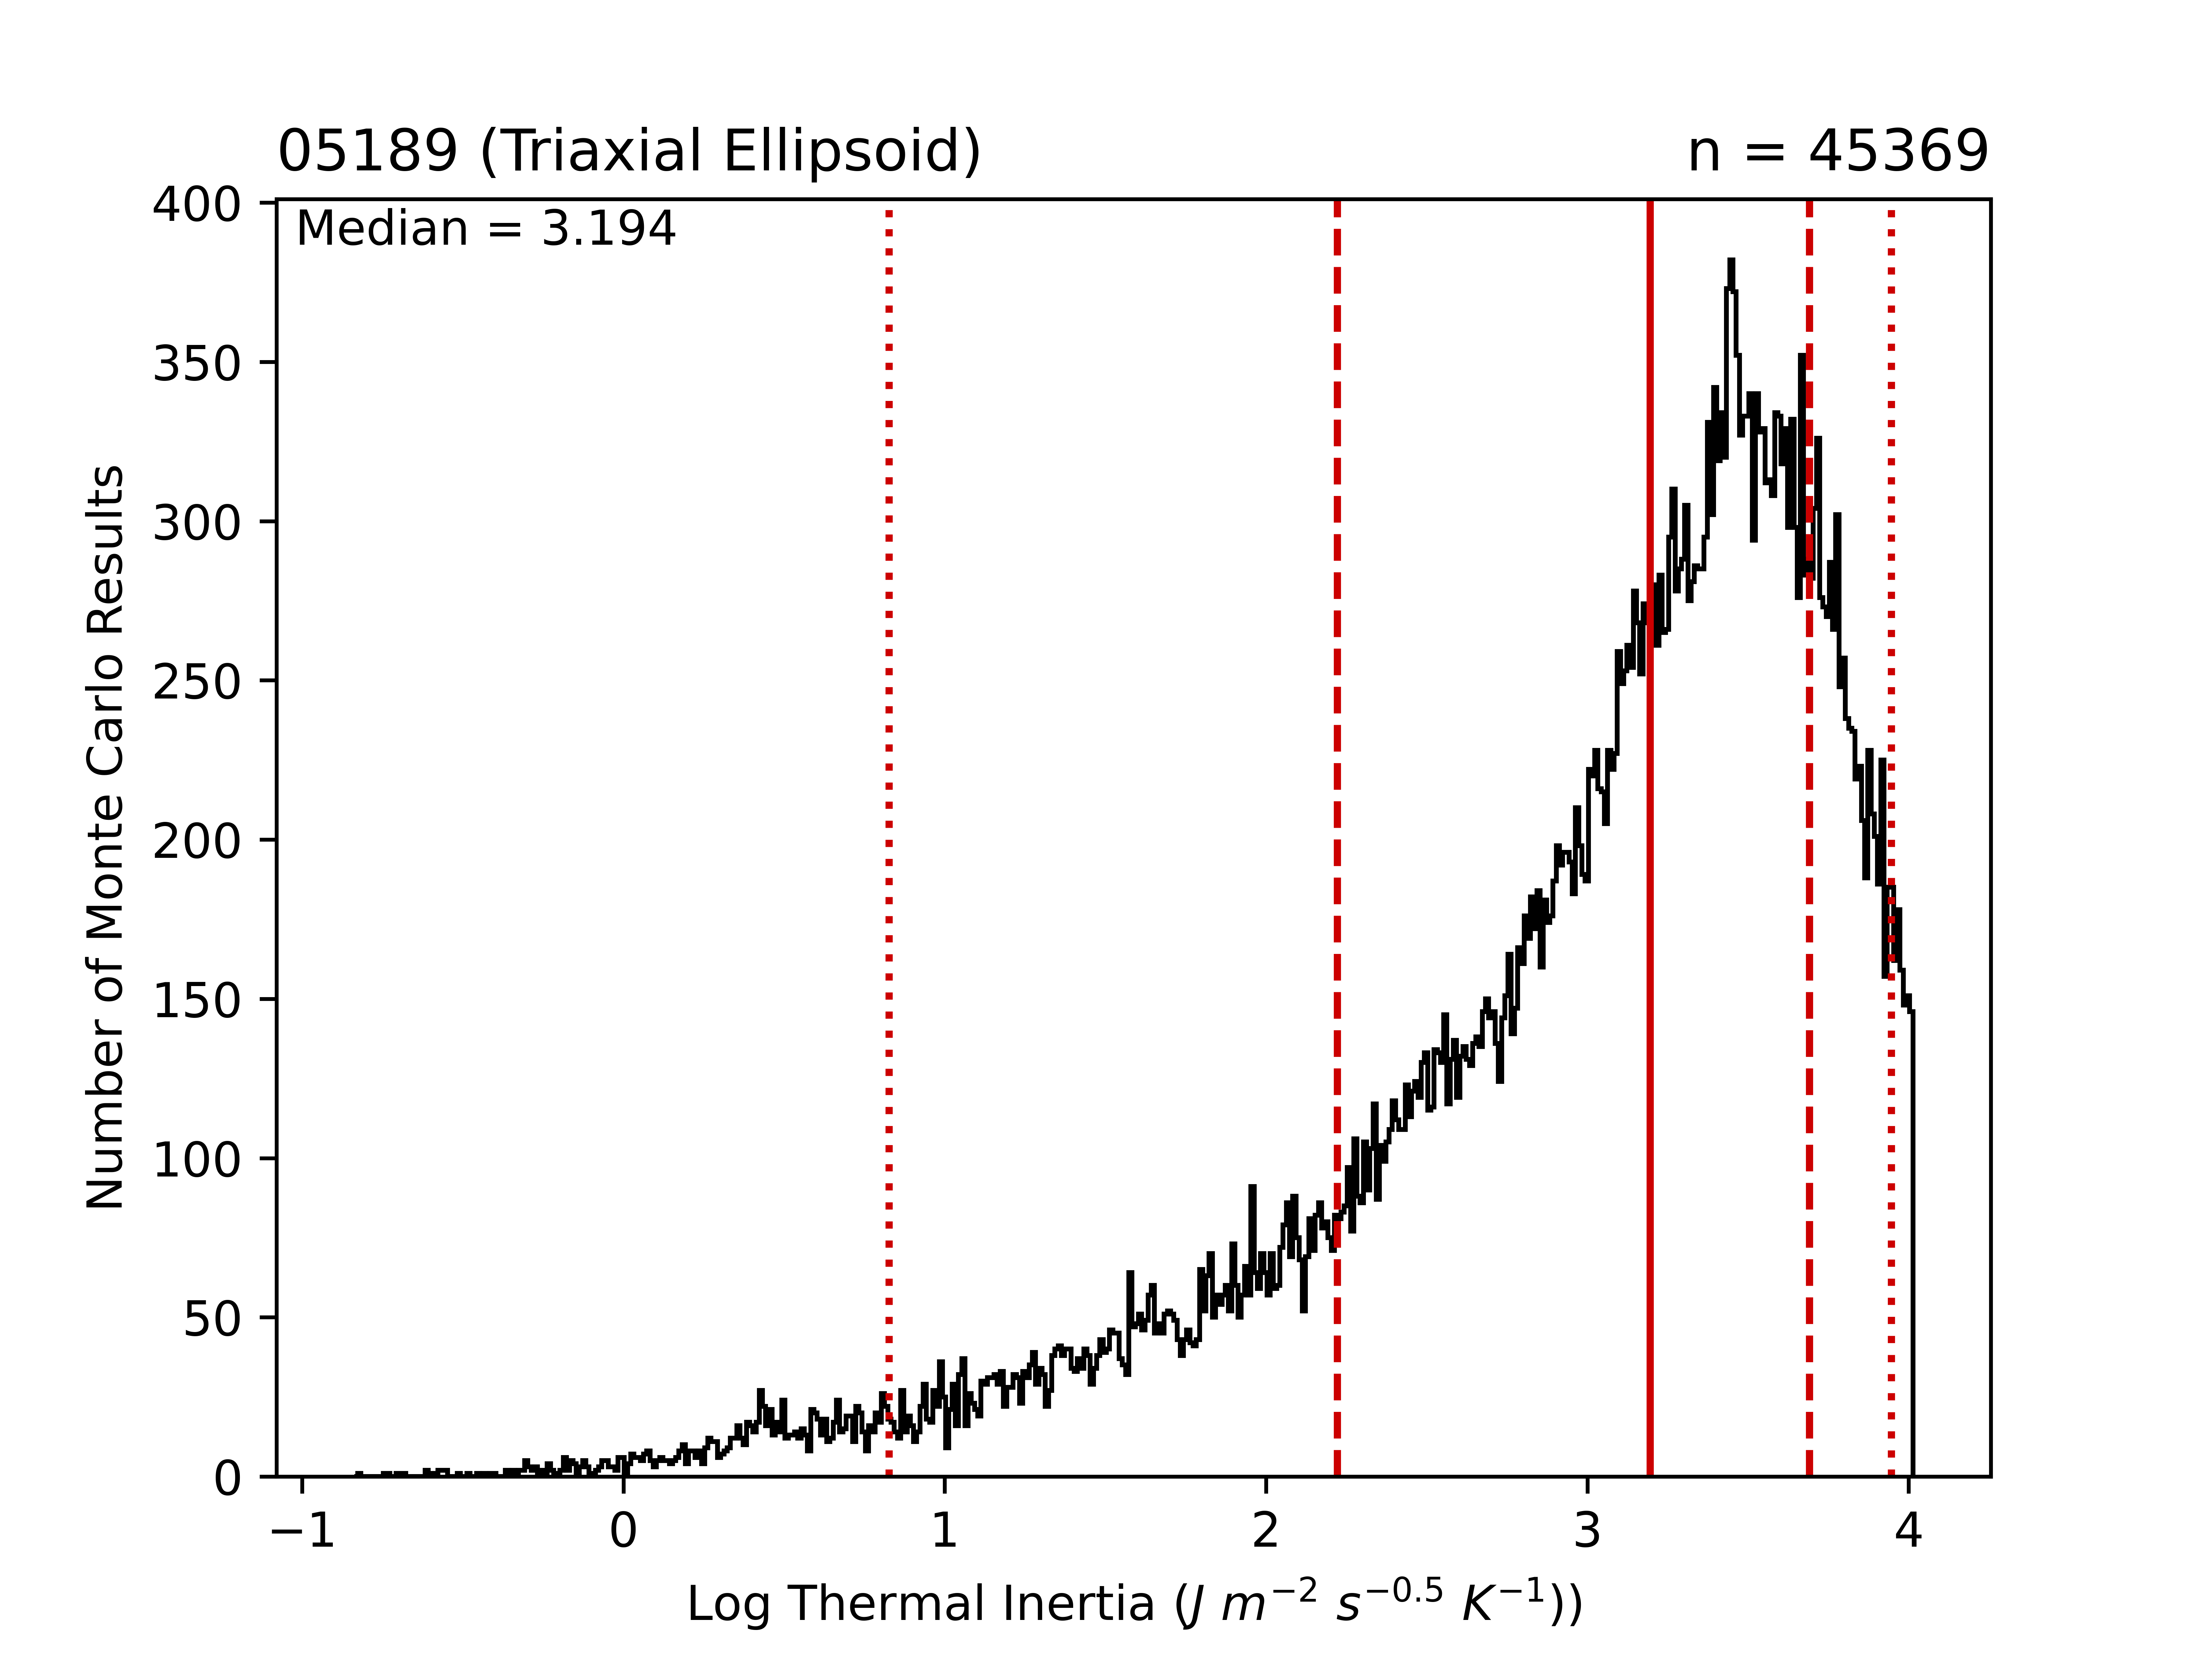 05189 (Triaxial Ellipsoid)
n = 45369
Median = 3.194
400
350
300
250
200
150
100
50
0
Number of Monte Carlo Results
−1 0 1 2 3 4
Log Thermal Inertia (J m⁻² s⁻⁰·⁵ K⁻¹))